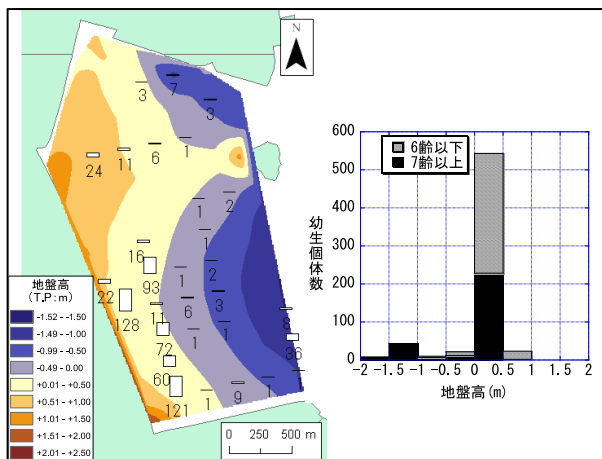 N
3
7
3
24
11
6
1
2
1
1
2
16
93
22
128
11
6
3
1
72
8
36
60
121
1
9
1
1
地盤高
(T.P:m)
-1.52 - -1.50
-1.49 - -1.00
-0.99 - -0.50
-0.49 - 0.00
+0.01 - +0.50
+0.51 - +1.00
+1.01 - +1.50
+1.51 - +2.00
+2.01 - +2.50
0 250 500 m
6齢以下
7齢以上
幼生個体数
600
500
400
300
200
100
0
-2 -1.5 -1 -0.5 0 0.5 1 1.5 2
地盤高(m)